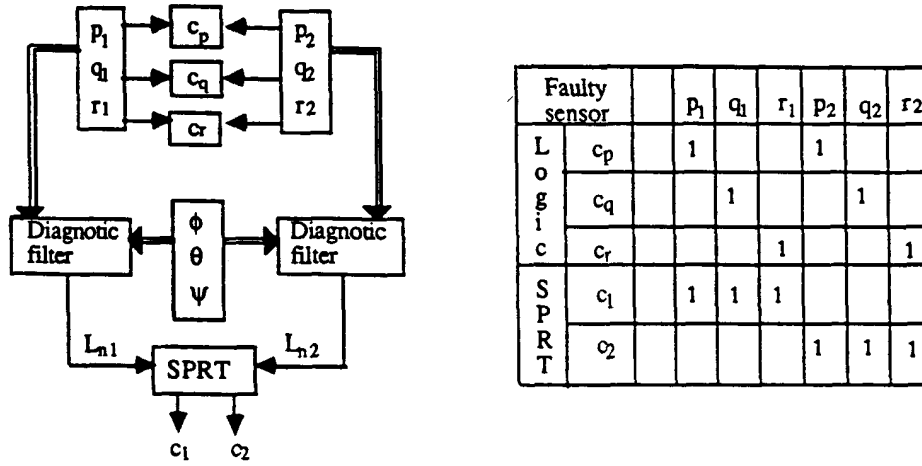 p1 cp p2
q1 cq q2
r1 cr r2
Diagnotic filter
ϕ
θ
ψ
Diagnotic filter
Ln1
Ln2
SPRT
c1 c2
Faulty sensor p1 q1 r1 p2 q2 r2
Logic
cp 1 1
cq 1 1
cr 1 1
SPRT
c1 1 1 1
c2 1 1 1